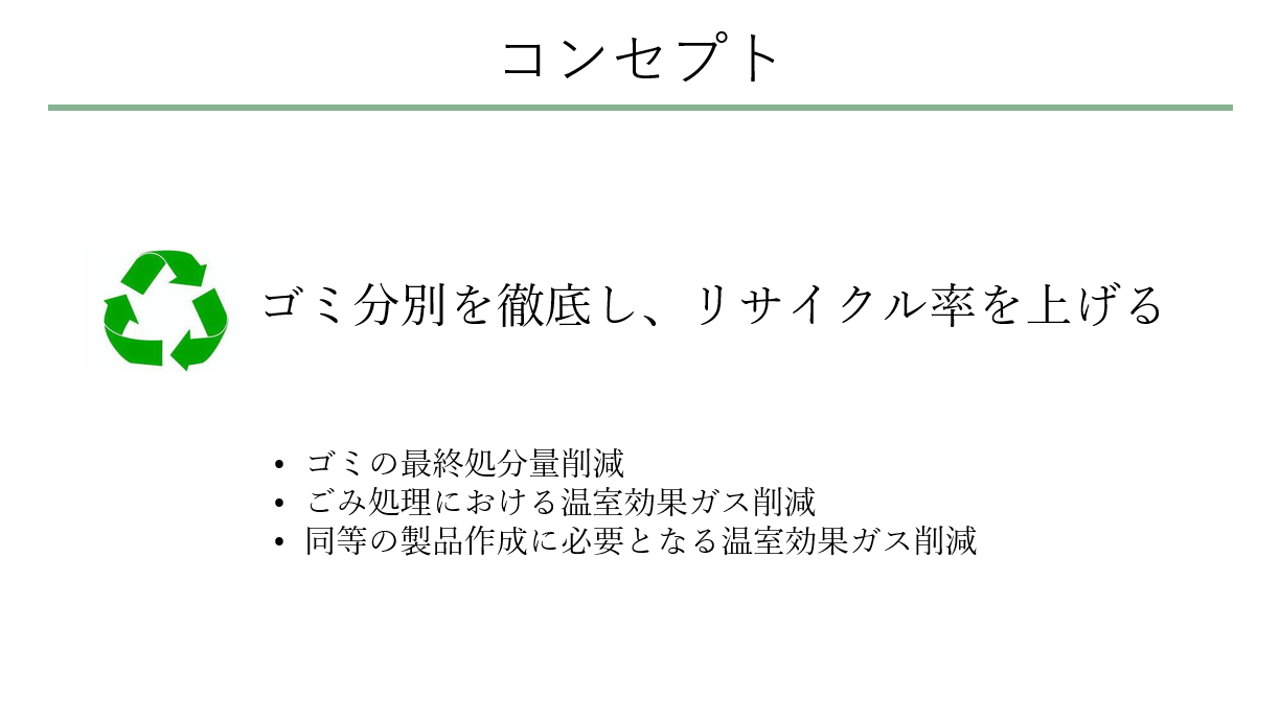 コンセプト
ゴミ分別を徹底し、リサイクル率を上げる
• ゴミの最終処分量削減
• ごみ処理における温室効果ガス削減
• 同等の製品作成に必要となる温室効果ガス削減